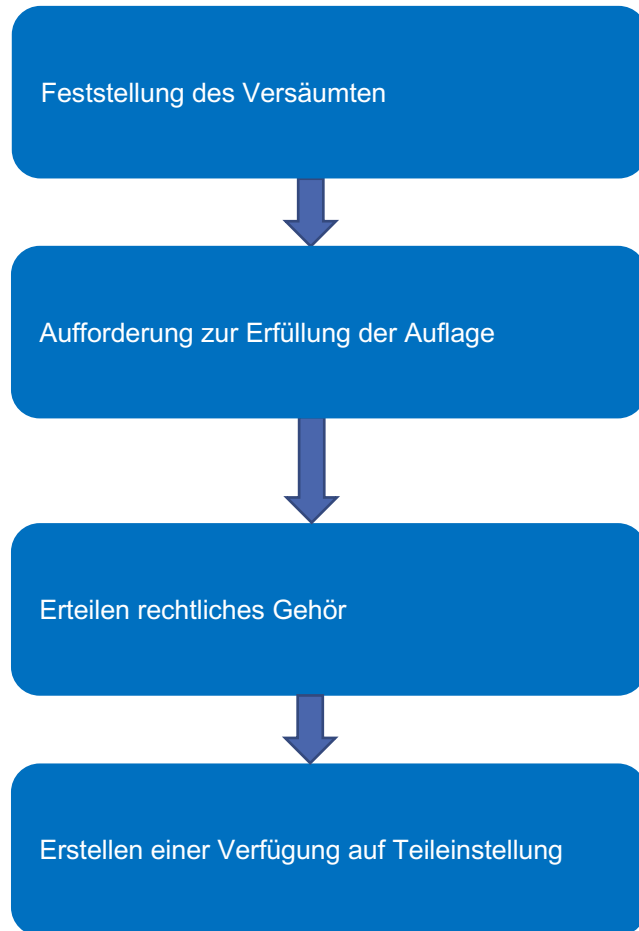 Feststellung des Versäumten
Aufforderung zur Erfüllung der Auflage
Erteilen rechtliches Gehör
Erstellen einer Verfügung auf Teileinstellung